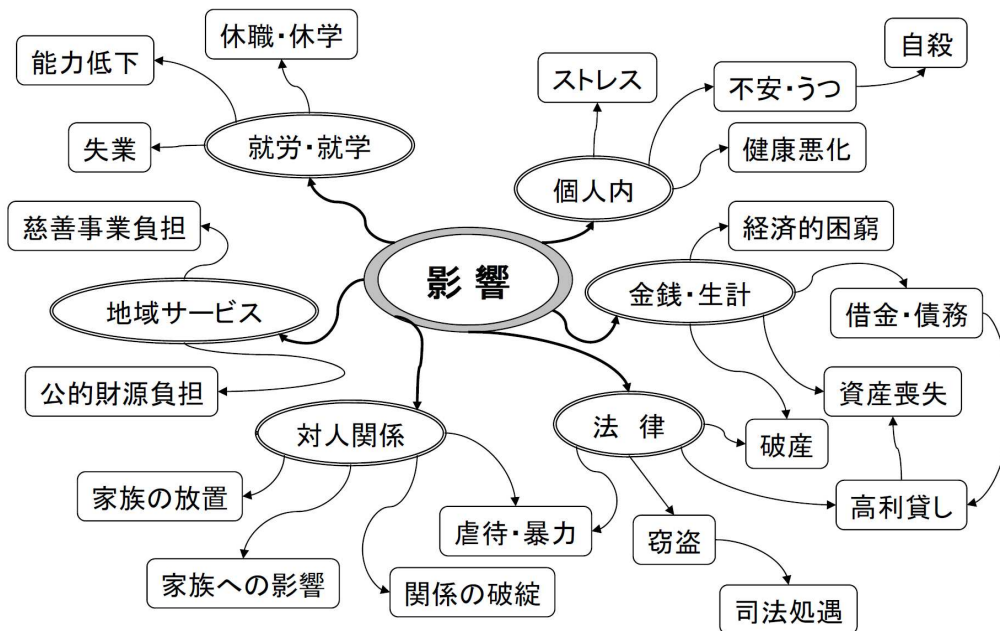 休職・休学
能力低下
失業
就労・就学
ストレス
不安・うつ
自殺
健康悪化
個人内
慈善事業負担
地域サービス
公的財源負担
影響
経済的困窮
金銭・生計
借金・債務
資産喪失
破産
高利貸し
対人関係
家族の放置
家族への影響
関係の破綻
虐待・暴力
法 律
窃盗
司法処遇